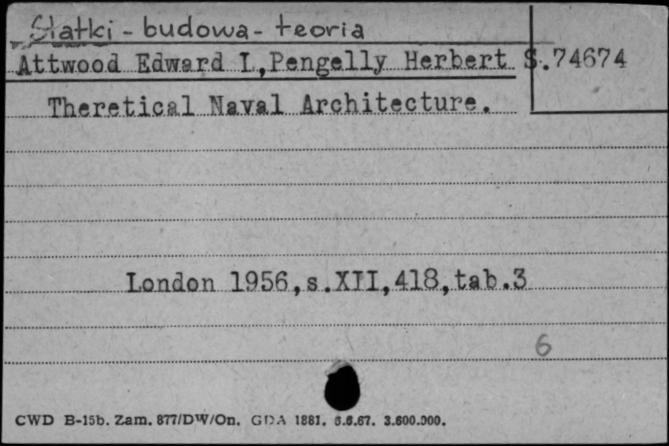 Statki - budowa - teoria
Attwood Edward L,Pengelly Herbert S.74674
Theretical Naval Architecture.
London 1956,s.XII,418,tab.3
6
CWD B-15b. Zam. 877/DW/On. GDA 1881. 6.6.67. 3.600.000.